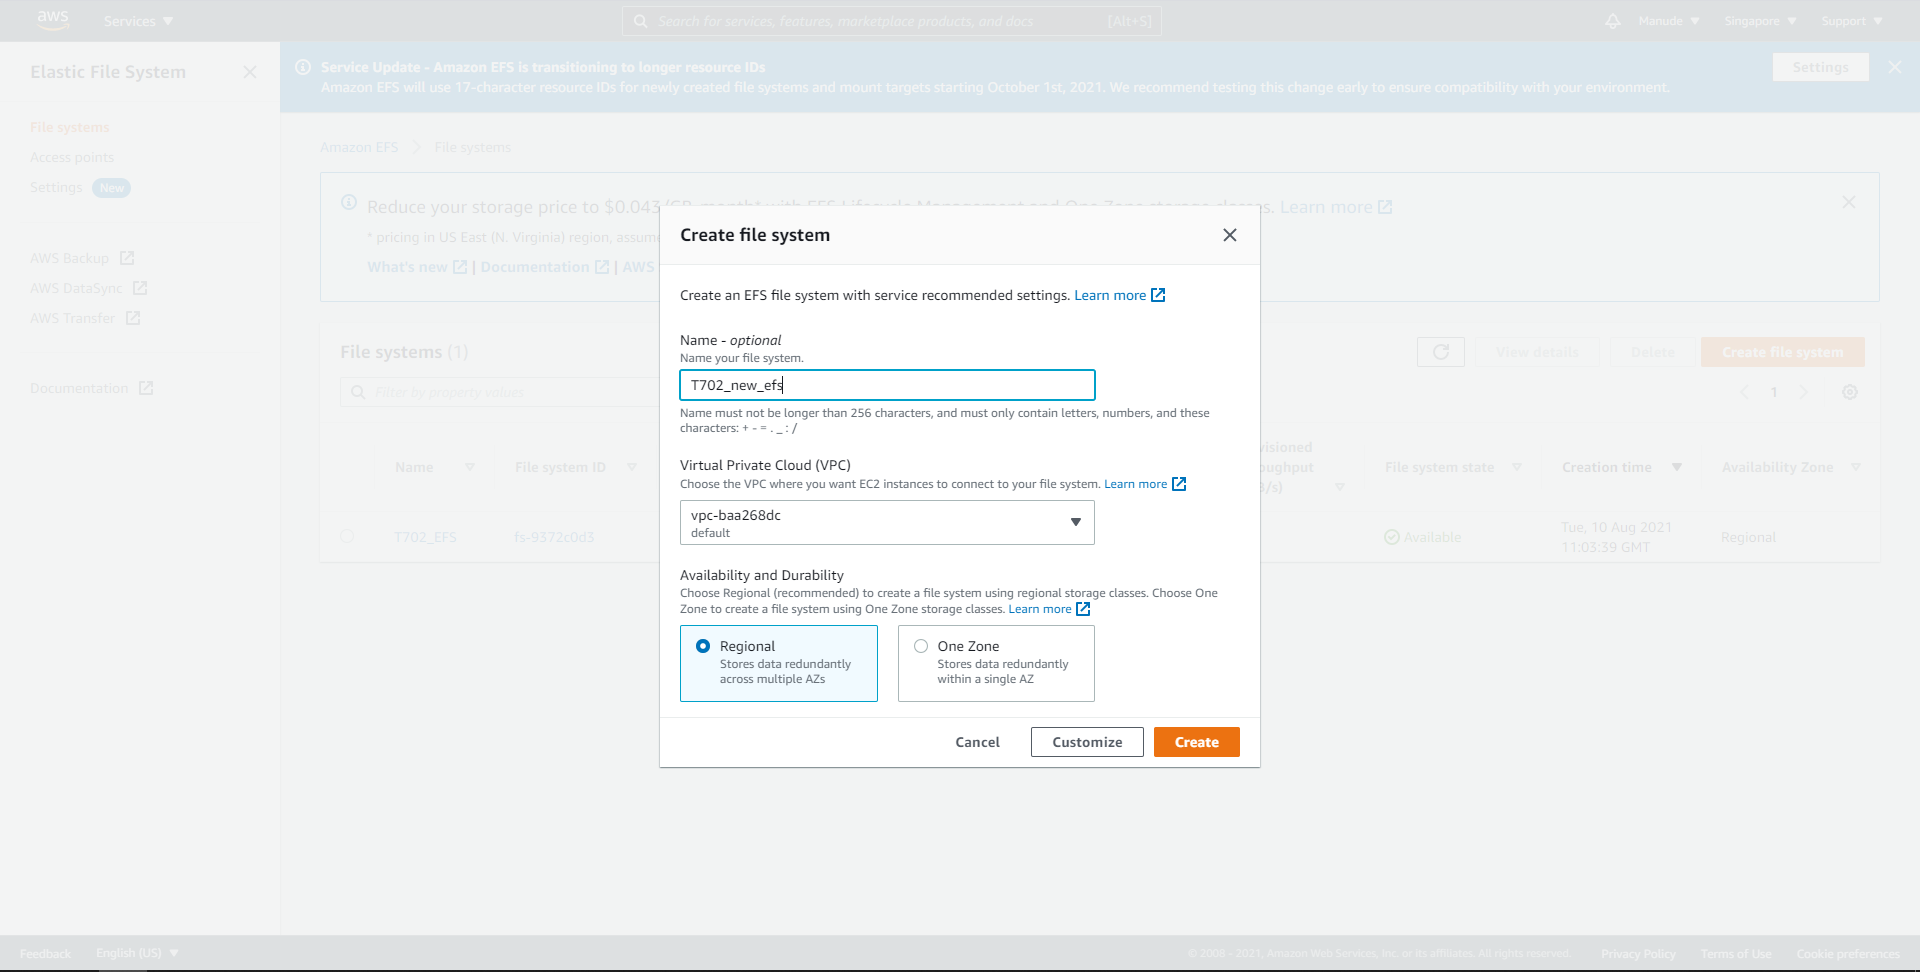 aws
Services
Search for services, features, marketplace products, and docs [Alt+S]
Manude
Singapore
Support
Elastic File System
File systems
Access points
Settings New
AWS Backup
AWS DataSync
AWS Transfer
Documentation
Service Update - Amazon EFS is transitioning to longer resource IDs
Amazon EFS will use 17-character resource IDs for newly created file systems and mount targets starting October 1st, 2021. We recommend testing this change early to ensure compatibility with your environment.
Settings
Amazon EFS > File systems
Reduce your storage price to $0.043/GB-month* with EFS Lifecycle Management and One Zone storage classes. Learn more
* pricing in US East (N. Virginia) region, assume
What's new | Documentation | AWS
File systems (1)
View details Delete Create file system
Filter by property values
1
Name
File system ID
visioned
oughput
B/s)
File system state
Creation time
Availability Zone
T702_EFS
fs-9372c0d3
Available
Tue, 10 Aug 2021
11:03:39 GMT
Regional
Create file system
Create an EFS file system with service recommended settings. Learn more
Name - optional
Name your file system.
T702_new_efs
Name must not be longer than 256 characters, and must only contain letters, numbers, and these
characters: + - = . _ : /
Virtual Private Cloud (VPC)
Choose the VPC where you want EC2 instances to connect to your file system. Learn more
vpc-baa268dc
default
Availability and Durability
Choose Regional (recommended) to create a file system using regional storage classes. Choose One
Zone to create a file system using One Zone storage classes. Learn more
Regional
Stores data redundantly
across multiple AZs
One Zone
Stores data redundantly
within a single AZ
Cancel Customize Create
Feedback
English (US)
© 2008 - 2021, Amazon Web Services, Inc. or its affiliates. All rights reserved.
Privacy Policy
Terms of Use
Cookie preferences